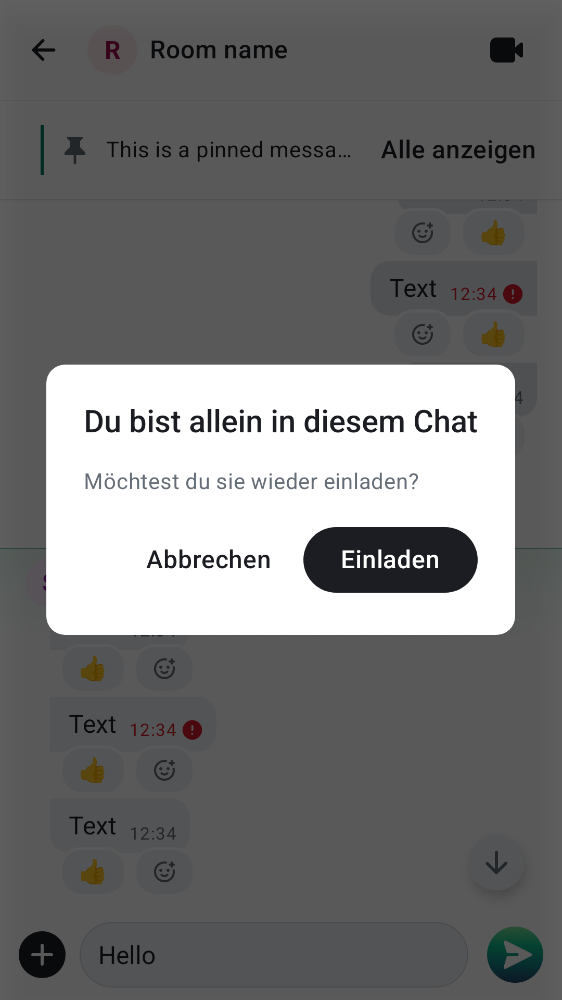 R Room name
This is a pinned messa... Alle anzeigen
Text 12:34
Du bist allein in diesem Chat
Möchtest du sie wieder einladen?
Abbrechen Einladen
Text 12:34
Text 12:34
Hello